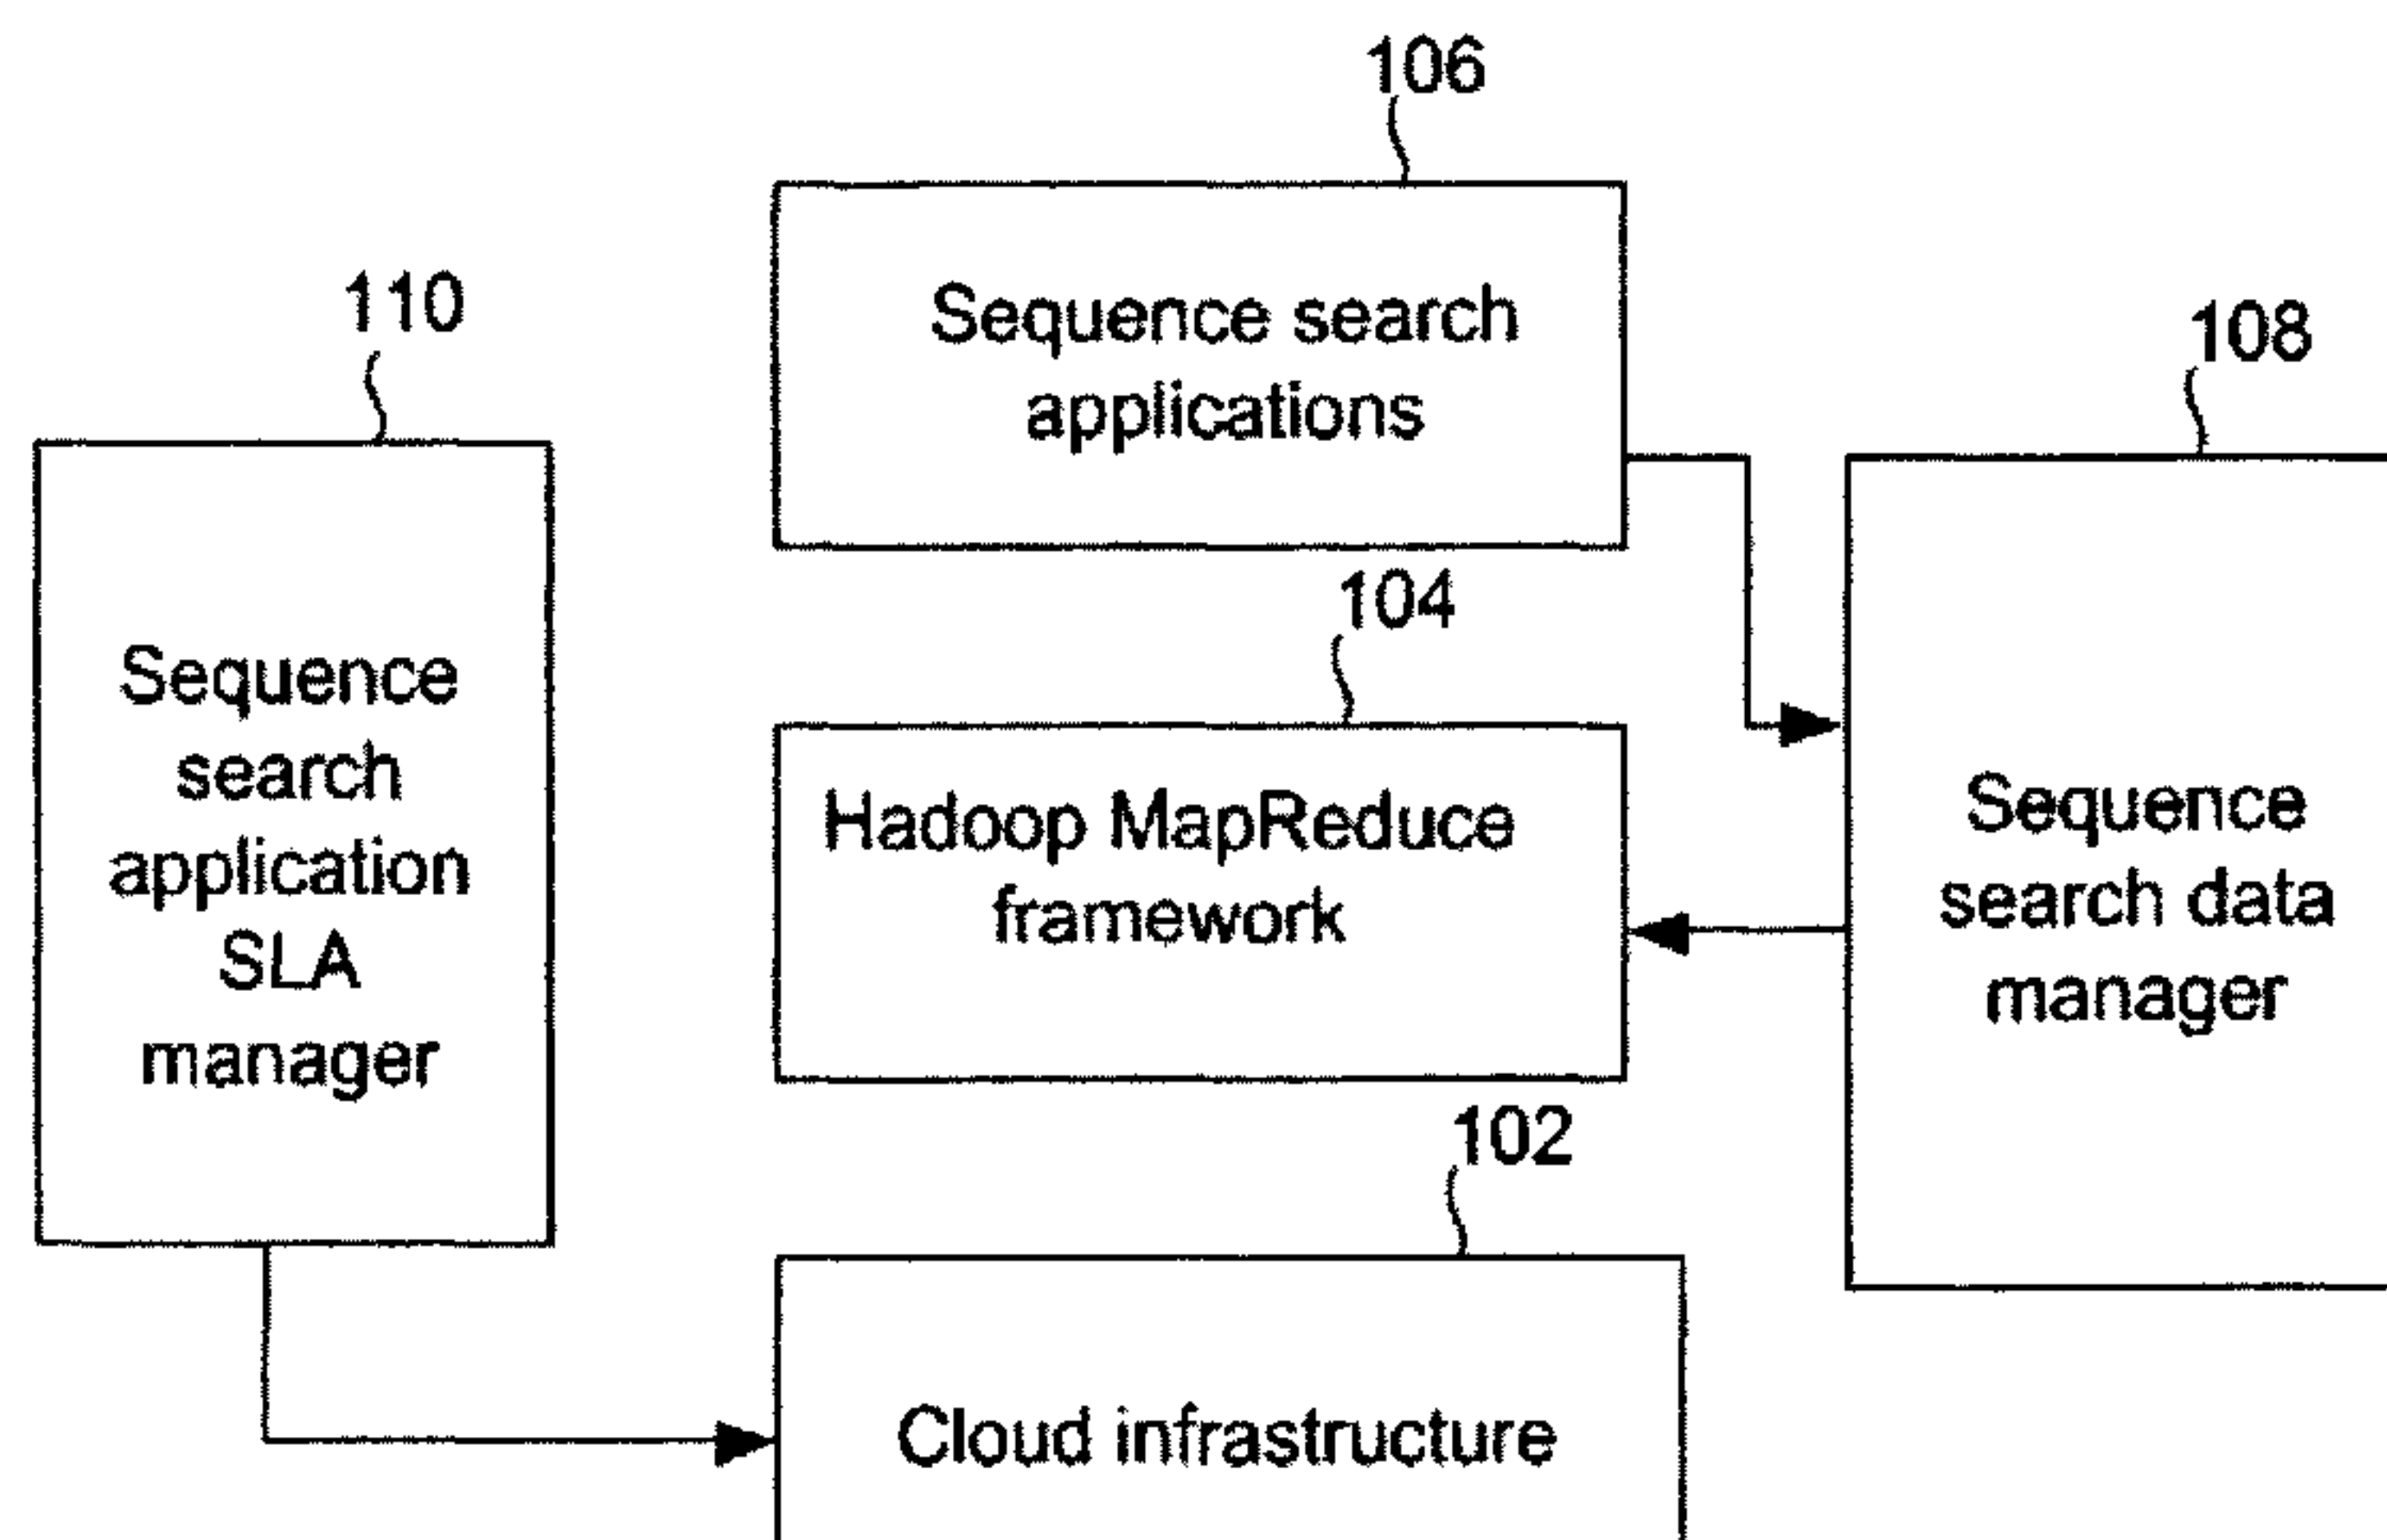 106
Sequence search
applications
110
108
104
Sequence
search
application
SLA
manager
Hadoop MapReduce
framework
Sequence
search data
manager
102
Cloud infrastructure